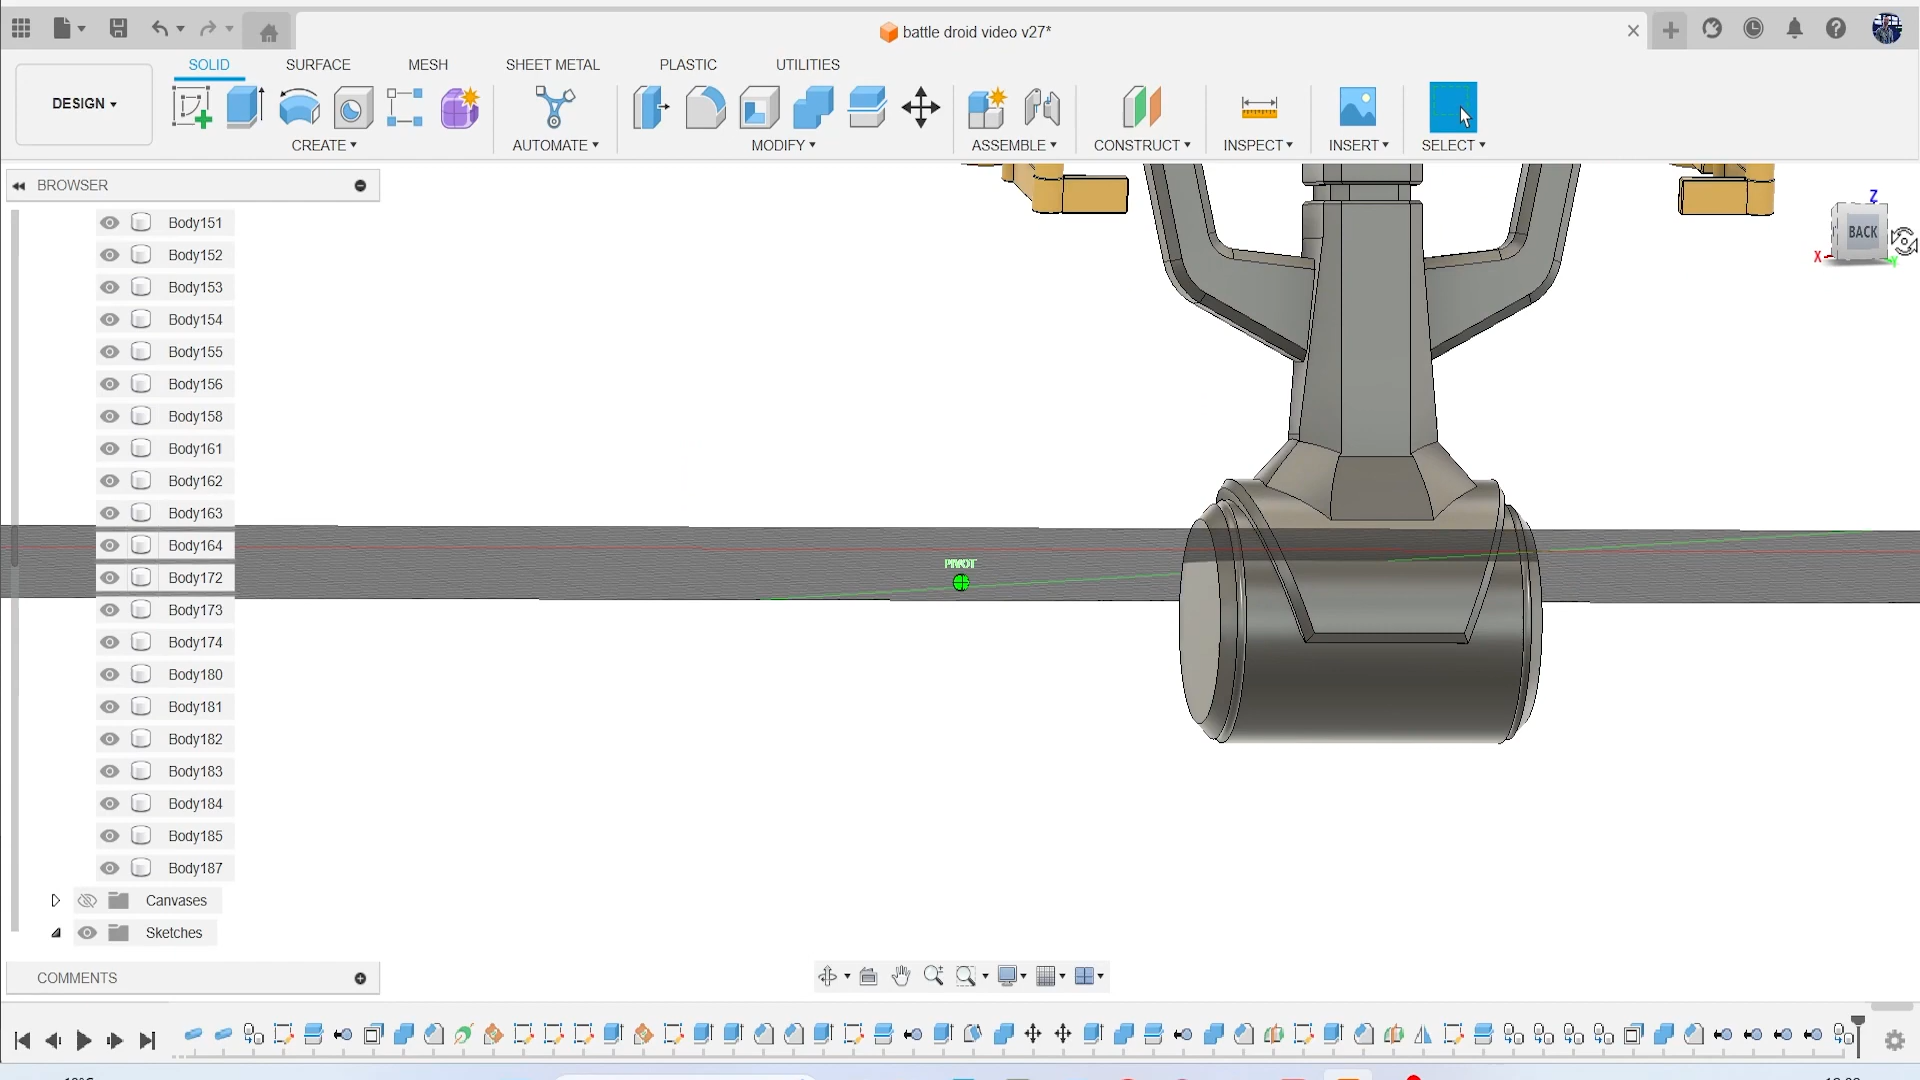 battle droid video v27*
SOLID
SURFACE
MESH
SHEET METAL
PLASTIC
UTILITIES
DESIGN
CREATE
AUTOMATE
MODIFY
ASSEMBLE
CONSTRUCT
INSPECT
INSERT
SELECT
BROWSER
Body151
Body152
Body153
Body154
Body155
Body156
Body158
Body161
Body162
Body163
Body164
Body172
Body173
Body174
Body180
Body181
Body182
Body183
Body184
Body185
Body187
Canvases
Sketches
PIVOT
Z
BACK
X
Y
COMMENTS